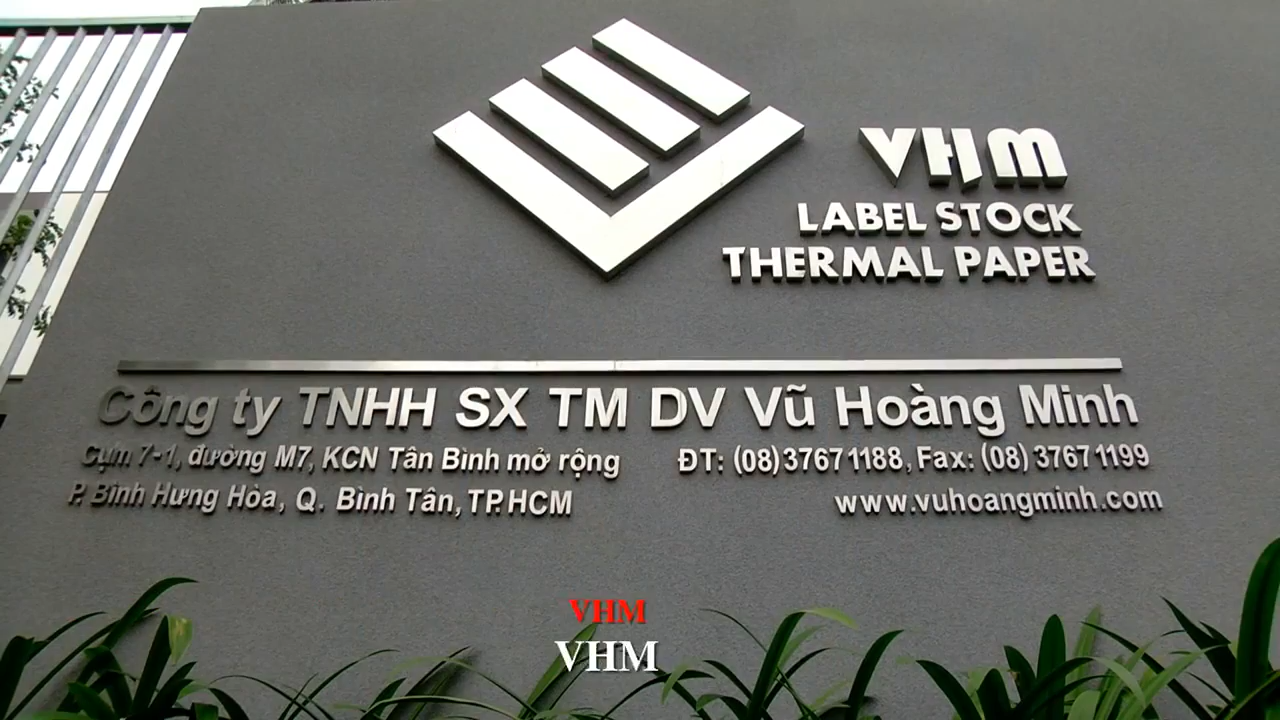 VHM
LABEL STOCK
THERMAL PAPER
Công ty TNHH SX TM DV Vũ Hoàng Minh
Cụm 7-1, đường M7, KCN Tân Bình mở rộng
ĐT: (08) 3767 1188, Fax: (08) 3767 1199
P. Bình Hưng Hòa, Q. Bình Tân, TP.HCM
www.vuhoangminh.com
VHM
VHM